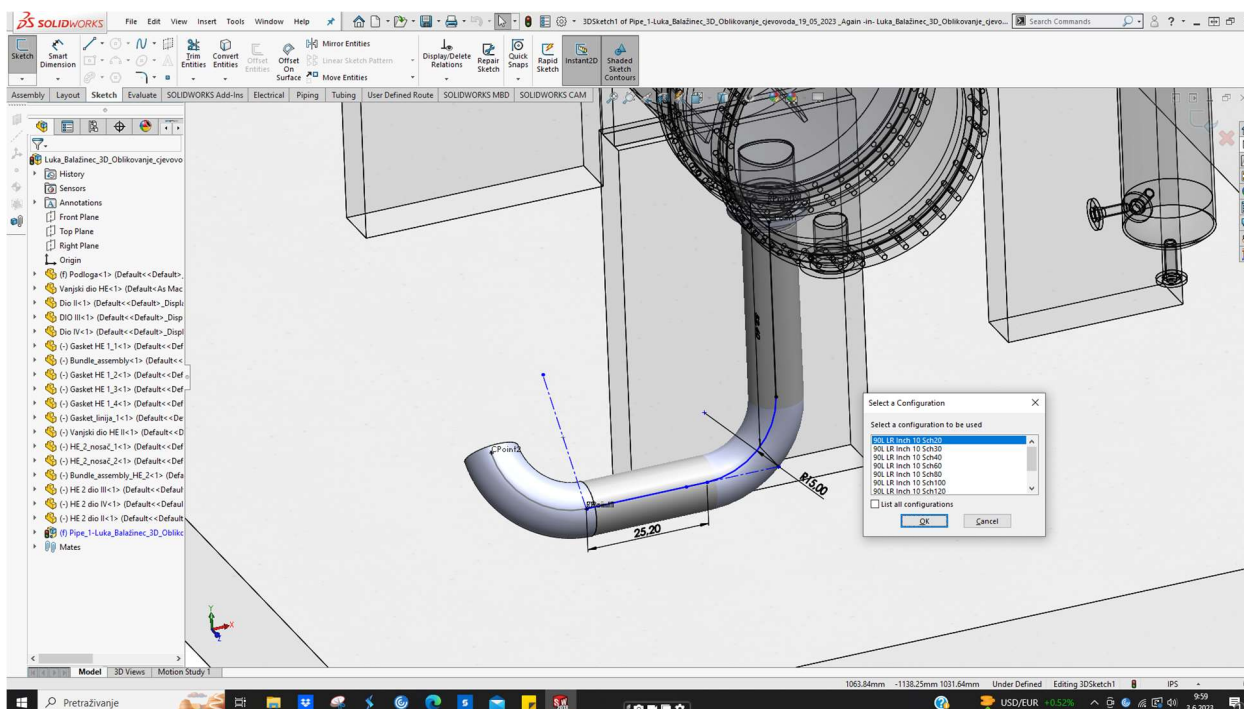 SOLIDWORKS File Edit View Insert Tools Window Help 3DSketch1 of Pipe_1-Luka_Balažinec_3D_Oblikovanje_cjevovoda_19_05_2023 _Again -in- Luka_Balažinec_3D_Oblikovanje_cjevo... Search Commands
Sketch Smart Dimension Trim Entities Convert Entities Offset Entities Offset On Surface Mirror Entities Linear Sketch Pattern Move Entities Display/Delete Relations Repair Sketch Quick Snaps Rapid Sketch Instant2D Shaded Sketch Contours
Assembly Layout Sketch Evaluate SOLIDWORKS Add-Ins Electrical Piping Tubing User Defined Route SOLIDWORKS MBD SOLIDWORKS CAM
Luka_Balažinec_3D_Oblikovanje_cjevovo
History
Sensors
Annotations
Front Plane
Top Plane
Right Plane
Origin
(f) Podloga<1> (Default<<Default>_
Vanjski dio HE<1> (Default<As Mac
Dio II<1> (Default<<Default>_Displa
DIO III<1> (Default<<Default>_Disp
Dio IV<1> (Default<<Default>_Displ
(-) Gasket HE 1_1<1> (Default<<Def
(-) Bundle_assembly<1> (Default<<
(-) Gasket HE 1_2<1> (Default<<Def
(-) Gasket HE 1_3<1> (Default<<Def
(-) Gasket HE 1_4<1> (Default<<Def
(-) Gasket_linija_1<1> (Default<<De
(-) Vanjski dio HE II<1> (Default<<D
(-) HE_2_nosač_1<1> (Default<<Def
(-) HE_2_nosač_2<1> (Default<<Def
(-) Bundle_assembly_HE_2<1> (Defa
(-) HE 2 dio III<1> (Default<<Defaul
(-) HE 2 dio IV<1> (Default<<Defaul
(-) HE 2 dio II<1> (Default<<Default
(f) Pipe_1-Luka_Balažinec_3D_Oblikc
Mates
CPoint2
25,20
R15,00
Select a Configuration
Select a configuration to be used
90L LR Inch 10 Sch20
90L LR Inch 10 Sch30
90L LR Inch 10 Sch40
90L LR Inch 10 Sch60
90L LR Inch 10 Sch80
90L LR Inch 10 Sch100
90L LR Inch 10 Sch120
List all configurations
OK Cancel
Y
X
Z
Model 3D Views Motion Study 1
1063.84mm -1138.25mm 1031.64mm Under Defined Editing 3DSketch1 IPS
Pretraživanje USD/EUR +0.52% 9:59
3.6.2023.